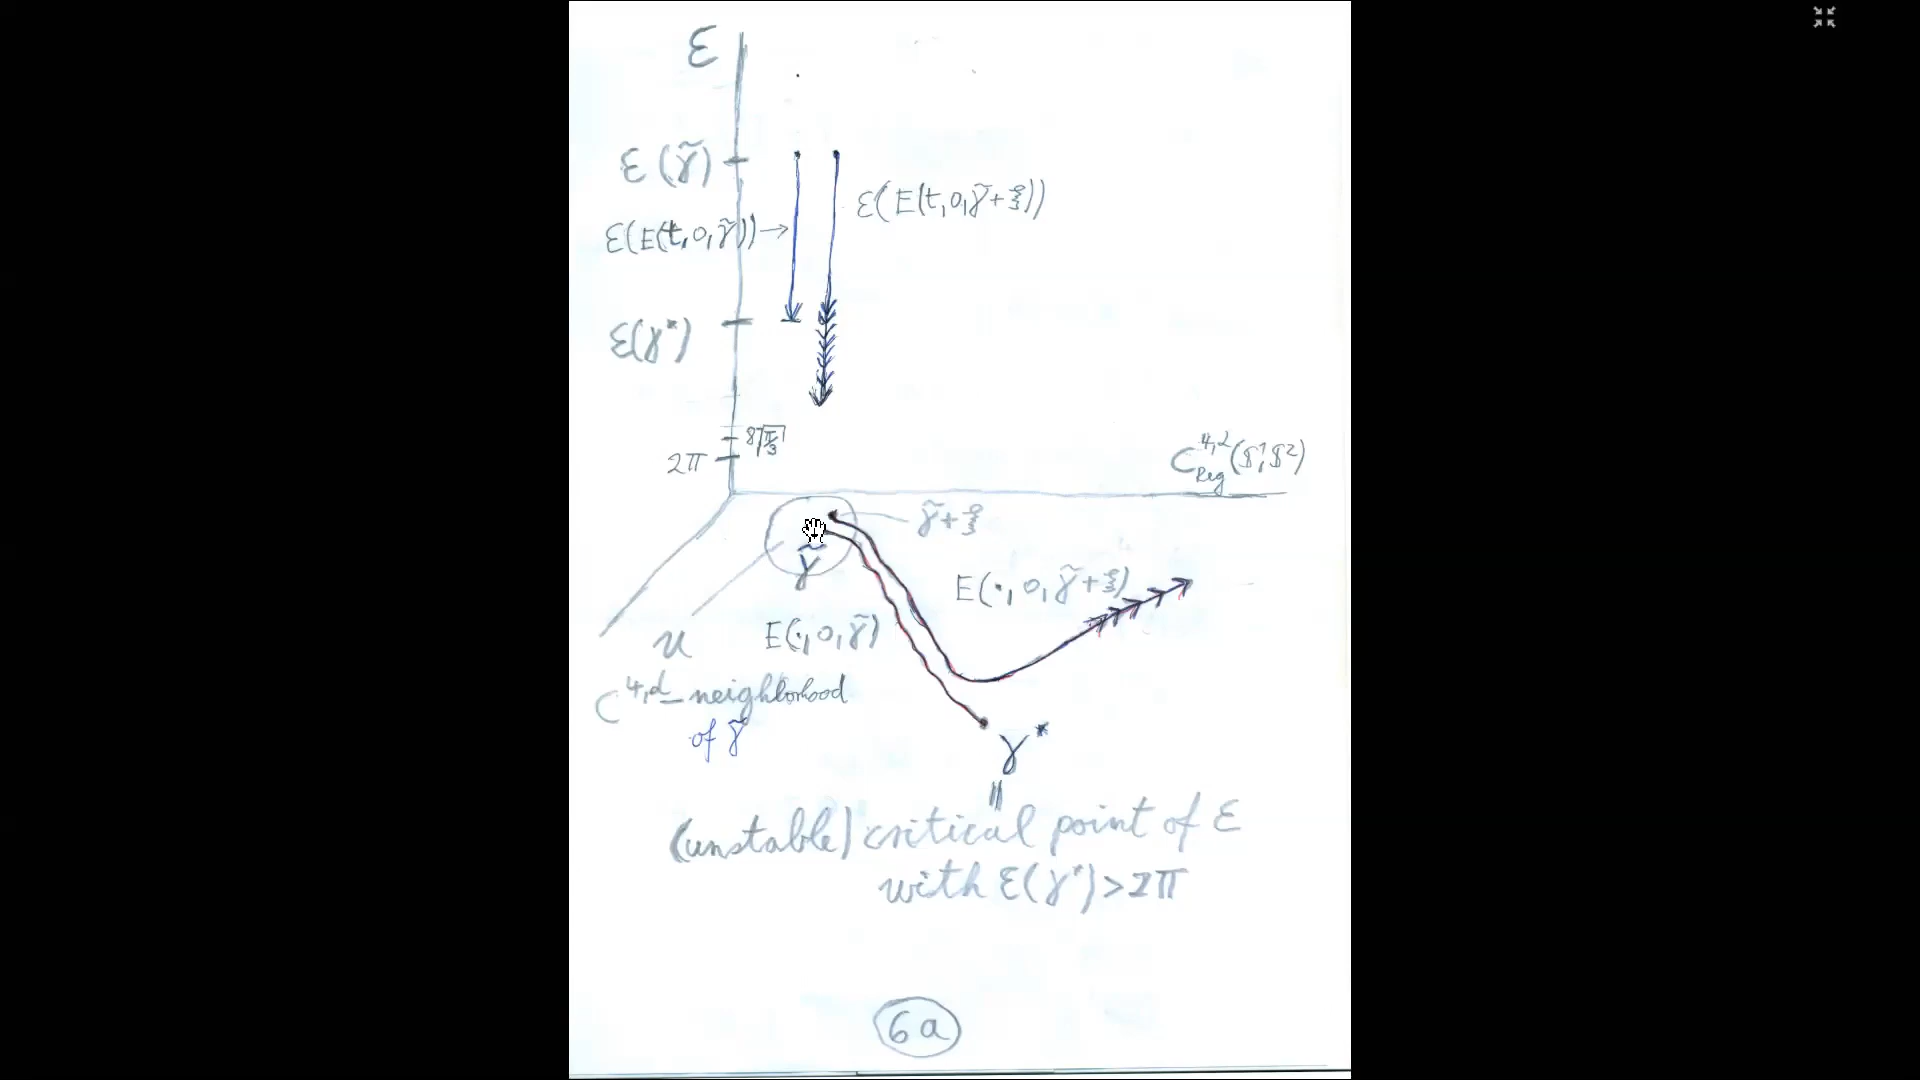 ℰ
ℰ(γ̃)
ℰ(E(t,0,γ̃+ξ))
ℰ(E(t,0,γ̃))→
ℰ(γ*)
8√(π/3)
2π
C^{4,α}_{Reg}(S¹,S²)
γ̃+ξ
γ̃
E(·,0,γ̃+ξ)
E(·,0,γ̃)
U
C^{4,α}-neighborhood
of γ̃
γ*
=
(unstable) critical point of ℰ
with ℰ(γ*)>2π
6a